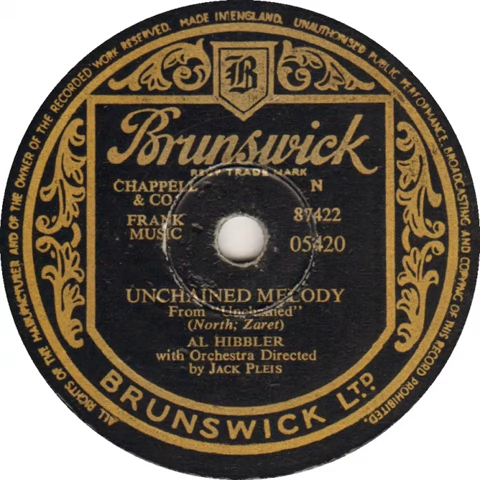 ALL RIGHTS OF THE MANUFACTURER AND OF THE OWNER OF THE RECORDED WORK RESERVED. MADE IN ENGLAND. UNAUTHORISED PUBLIC PERFORMANCE, BROADCASTING AND COPYING OF THIS RECORD PROHIBITED.
B
Brunswick
REGD TRADE MARK
CHAPPELL N
& CO.
FRANK 87422
MUSIC 05420
UNCHAINED MELODY
From "Unchained"
(North; Zaret)
AL HIBBLER
with Orchestra Directed
by JACK PLEIS
BRUNSWICK LTD.